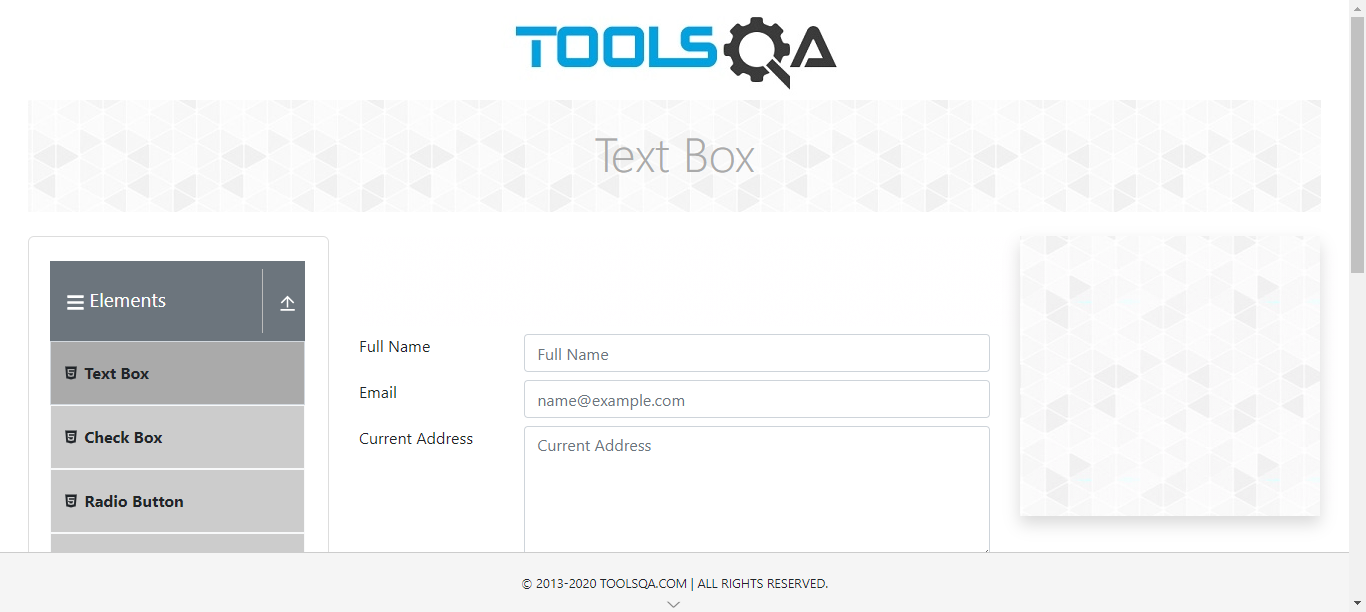 TOOLSQA
Text Box
Elements
Text Box
Check Box
Radio Button
Full Name
Full Name
Email
name@example.com
Current Address
Current Address
© 2013-2020 TOOLSQA.COM | ALL RIGHTS RESERVED.